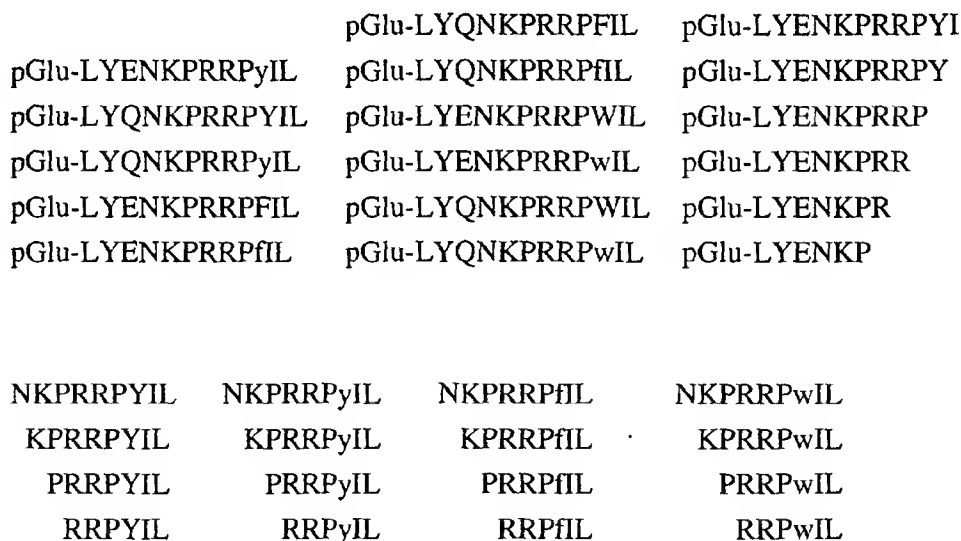 pGlu-LYQNKPRRPFIL pGlu-LYENKPRRPYI
pGlu-LYENKPRRPyIL pGlu-LYQNKPRRPfIL pGlu-LYENKPRRPY
pGlu-LYQNKPRRPYIL pGlu-LYENKPRRPWIL pGlu-LYENKPRRP
pGlu-LYQNKPRRPyIL pGlu-LYENKPRRPwIL pGlu-LYENKPRR
pGlu-LYENKPRRPFIL pGlu-LYQNKPRRPWIL pGlu-LYENKPR
pGlu-LYENKPRRPfIL pGlu-LYQNKPRRPwIL pGlu-LYENKP
NKPRRPYIL NKPRRPyIL NKPRRPfIL NKPRRPwIL
KPRRPYIL KPRRPyIL KPRRPfIL KPRRPwIL
PRRPYIL PRRPyIL PRRPfIL PRRPwIL
RRPYIL RRPyIL RRPfIL RRPwIL